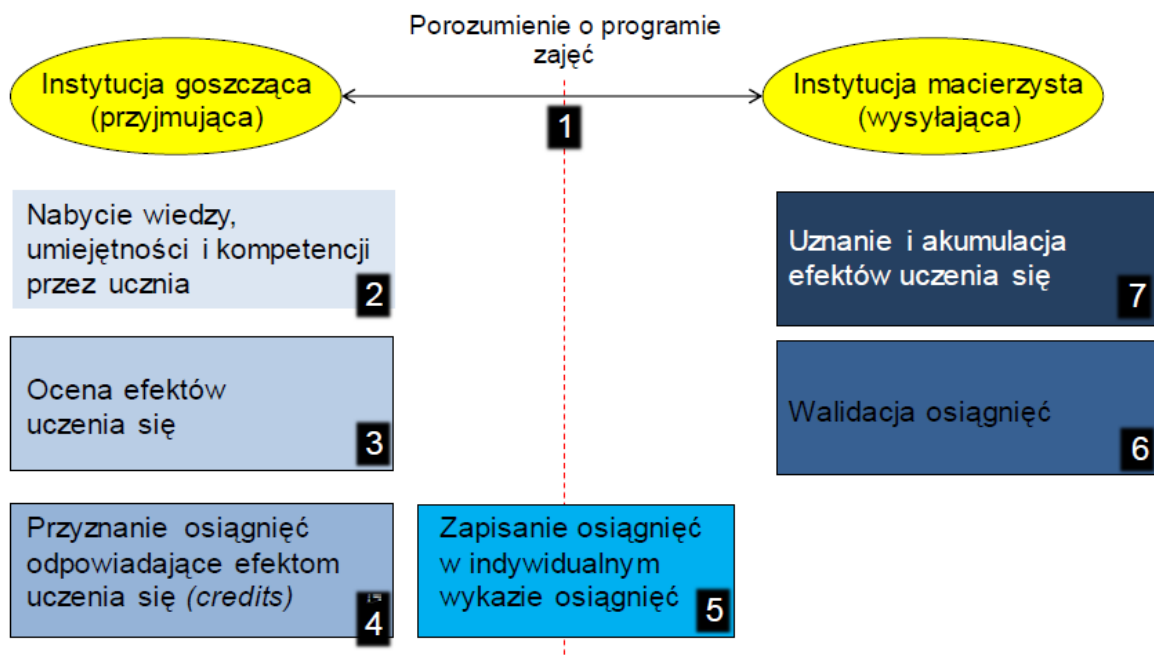 Porozumienie o programie
zajęć
Instytucja goszcząca
(przyjmująca)
Instytucja macierzysta
(wysyłająca)
1
Nabycie wiedzy,
umiejętności i kompetencji
przez ucznia
2
Ocena efektów
uczenia się
3
Przyznanie osiągnięć
odpowiadające efektom
uczenia się (credits)
4
Zapisanie osiągnięć
w indywidualnym
wykazie osiągnięć
5
Uznanie i akumulacja
efektów uczenia się
7
Walidacja osiągnięć
6